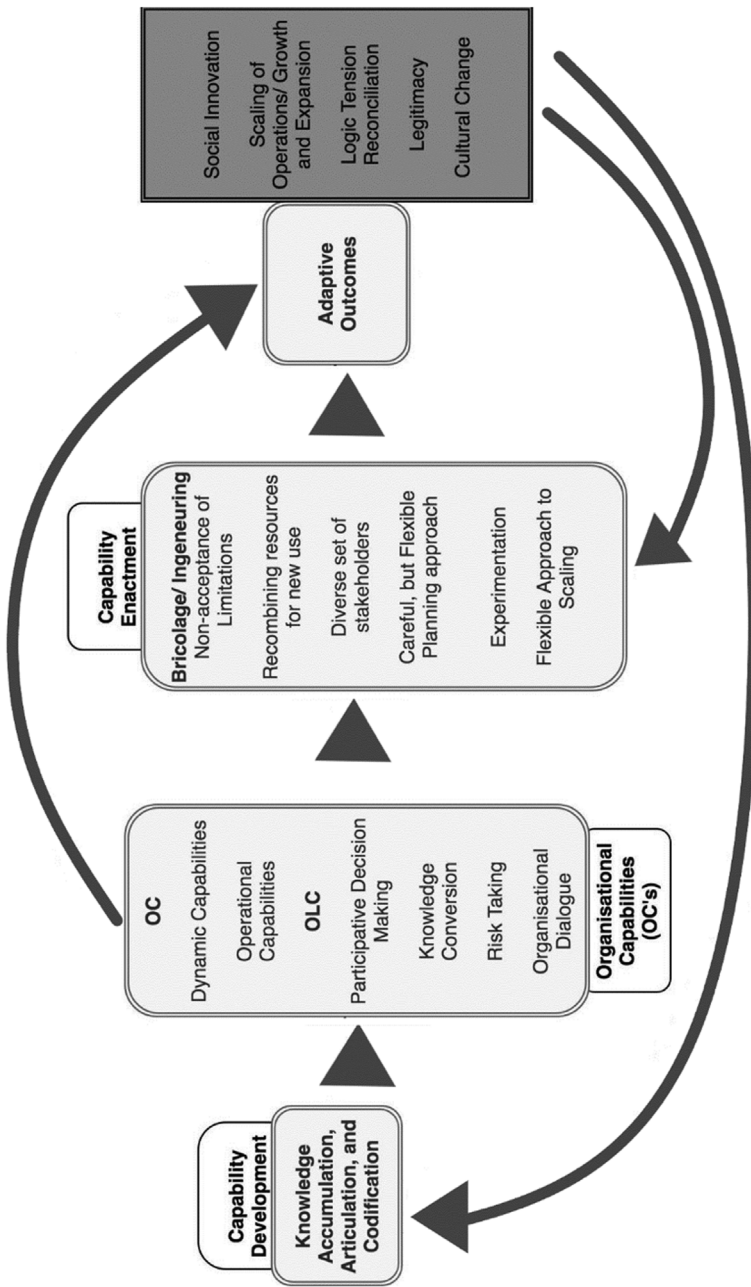 Capability
Development
Knowledge
Accumulation,
Articulation, and
Codification
OC
Dynamic Capabilities
Operational
Capabilities
OLC
Participative Decision
Making
Knowledge
Conversion
Risk Taking
Organisational
Dialogue
Organisational
Capabilities
(OC's)
Capability
Enactment
Bricolage/ Ingeneuring
Non-acceptance of
Limitations
Recombining resources
for new use
Diverse set of
stakeholders
Careful, but Flexible
Planning approach
Experimentation
Flexible Approach to
Scaling
Adaptive
Outcomes
Social Innovation
Scaling of
Operations/ Growth
and Expansion
Logic Tension
Reconciliation
Legitimacy
Cultural Change